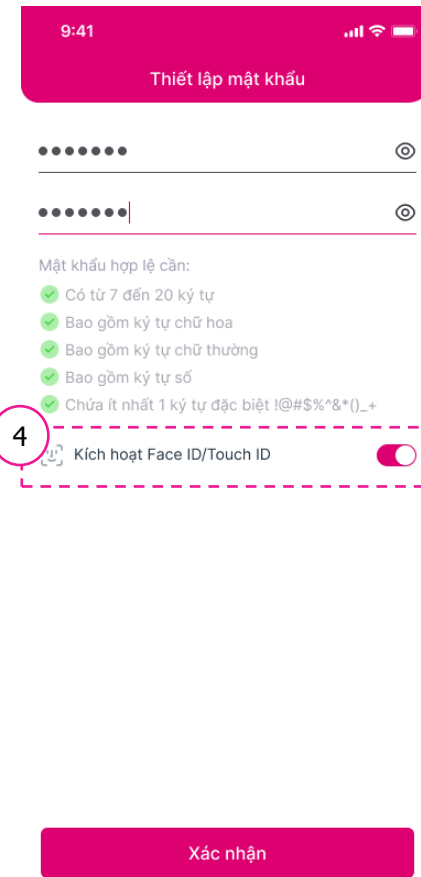 9:41
Thiết lập mật khẩu
●●●●●●●
●●●●●●●
Mật khẩu hợp lệ cần:
Có từ 7 đến 20 ký tự
Bao gồm ký tự chữ hoa
Bao gồm ký tự chữ thường
Bao gồm ký tự số
Chứa ít nhất 1 ký tự đặc biệt !@#$%^&*()_+
4
Kích hoạt Face ID/Touch ID
Xác nhận